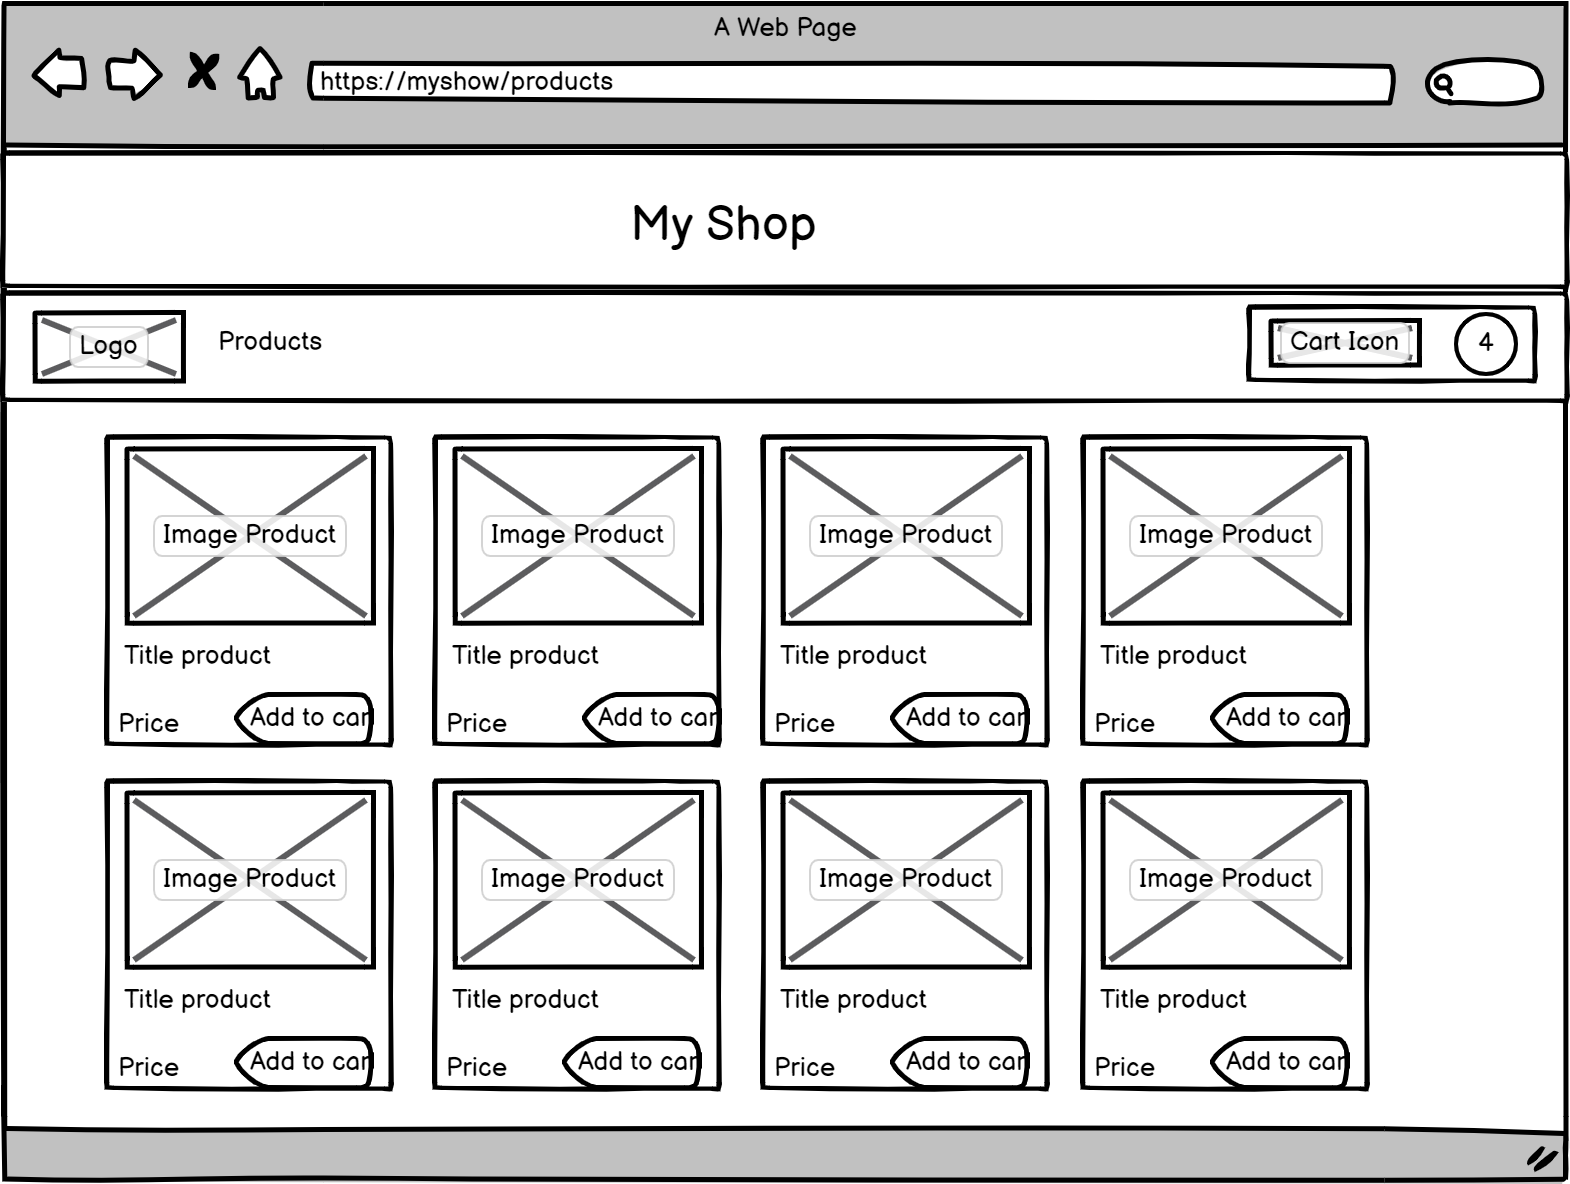 A Web Page
https://myshow/products
My Shop
Logo
Products
Cart Icon
4
Image Product
Image Product
Image Product
Image Product
Title product
Title product
Title product
Title product
Price
Add to car
Price
Add to car
Price
Add to car
Price
Add to car
Image Product
Image Product
Image Product
Image Product
Title product
Title product
Title product
Title product
Price
Add to car
Price
Add to car
Price
Add to car
Price
Add to car